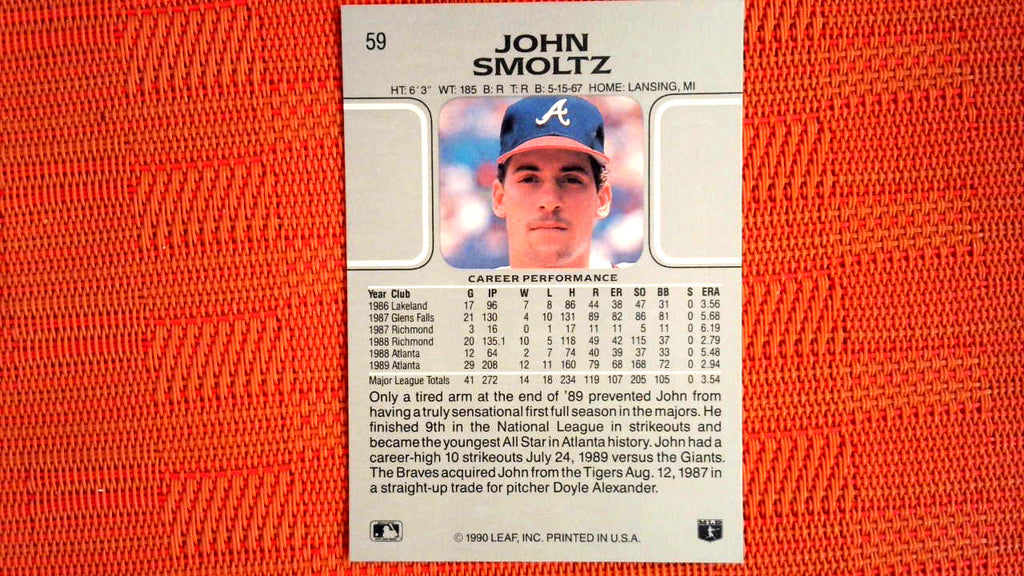 59
JOHN
SMOLTZ
HT: 6'3" WT: 185 B: R T: R B: 5-15-67 HOME: LANSING, MI
A
CAREER PERFORMANCE
Year Club G IP W L H R ER SO BB S ERA
1986 Lakeland 17 96 7 8 86 44 38 47 31 0 3.56
1987 Glens Falls 21 130 4 10 131 89 82 86 81 0 5.68
1987 Richmond 3 16 0 1 17 11 11 5 11 0 6.19
1988 Richmond 20 135.1 10 5 118 49 42 115 37 0 2.79
1988 Atlanta 12 64 2 7 74 40 39 37 33 0 5.48
1989 Atlanta 29 208 12 11 160 79 68 168 72 0 2.94
Major League Totals 41 272 14 18 234 119 107 205 105 0 3.54
Only a tired arm at the end of '89 prevented John from
having a truly sensational first full season in the majors. He
finished 9th in the National League in strikeouts and
became the youngest All Star in Atlanta history. John had a
career-high 10 strikeouts July 24, 1989 versus the Giants.
The Braves acquired John from the Tigers Aug. 12, 1987 in
a straight-up trade for pitcher Doyle Alexander.
© 1990 LEAF, INC. PRINTED IN U.S.A.